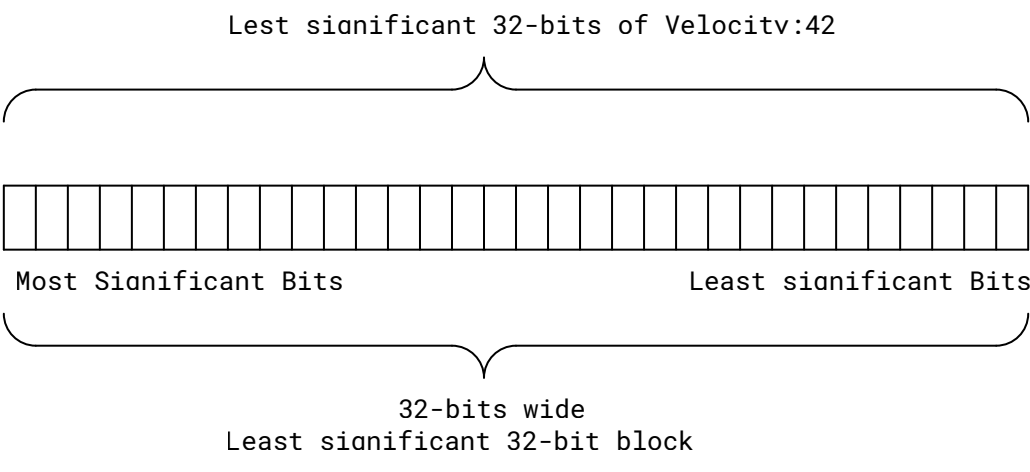 Lest significant 32-bits of Velocity:42
Most Significant Bits
Least significant Bits
32-bits wide
Least significant 32-bit block